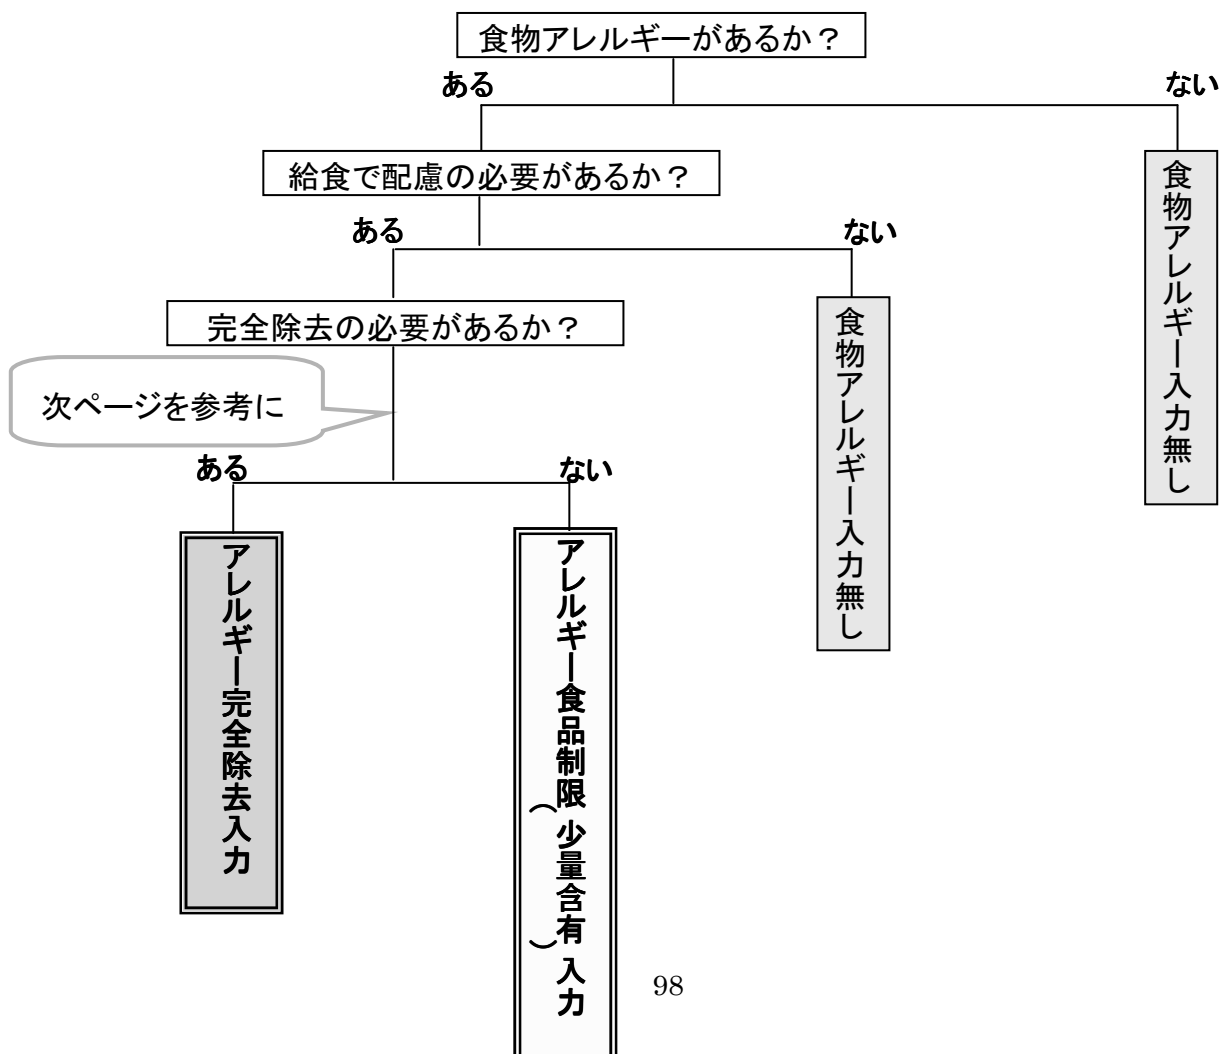 食物アレルギーがあるか？
ある
ない
給食で配慮の必要があるか？
食物アレルギー入力無し
ある
ない
完全除去の必要があるか？
食物アレルギー入力無し
次ページを参考に
ある
ない
アレルギー完全除去入力
アレルギー食品制限（少量含有）入力
98